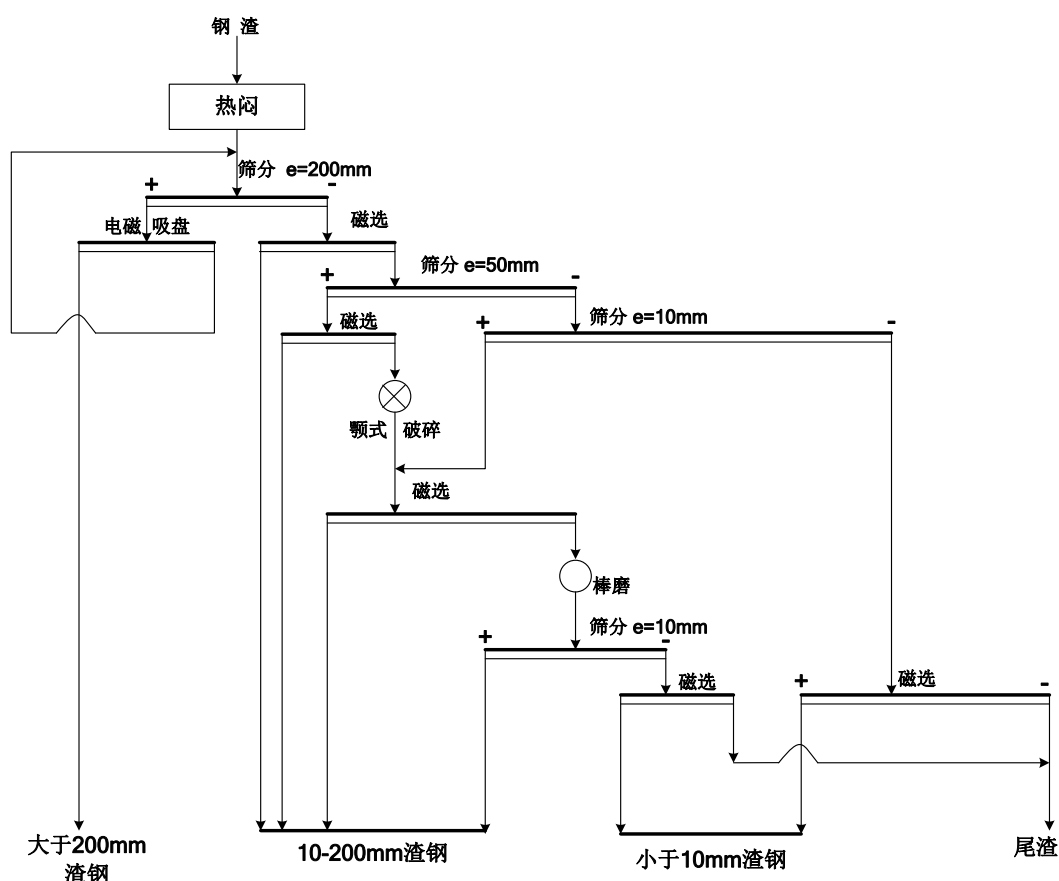 钢 渣
热闷
筛分 e=200mm
+
-
电磁 吸盘
磁选
筛分 e=50mm
+
-
磁选
筛分 e=10mm
+
-
颚式 破碎
磁选
棒磨
筛分 e=10mm
+
-
磁选
+
磁选
-
大于200mm
渣钢
10-200mm渣钢
小于10mm渣钢
尾渣